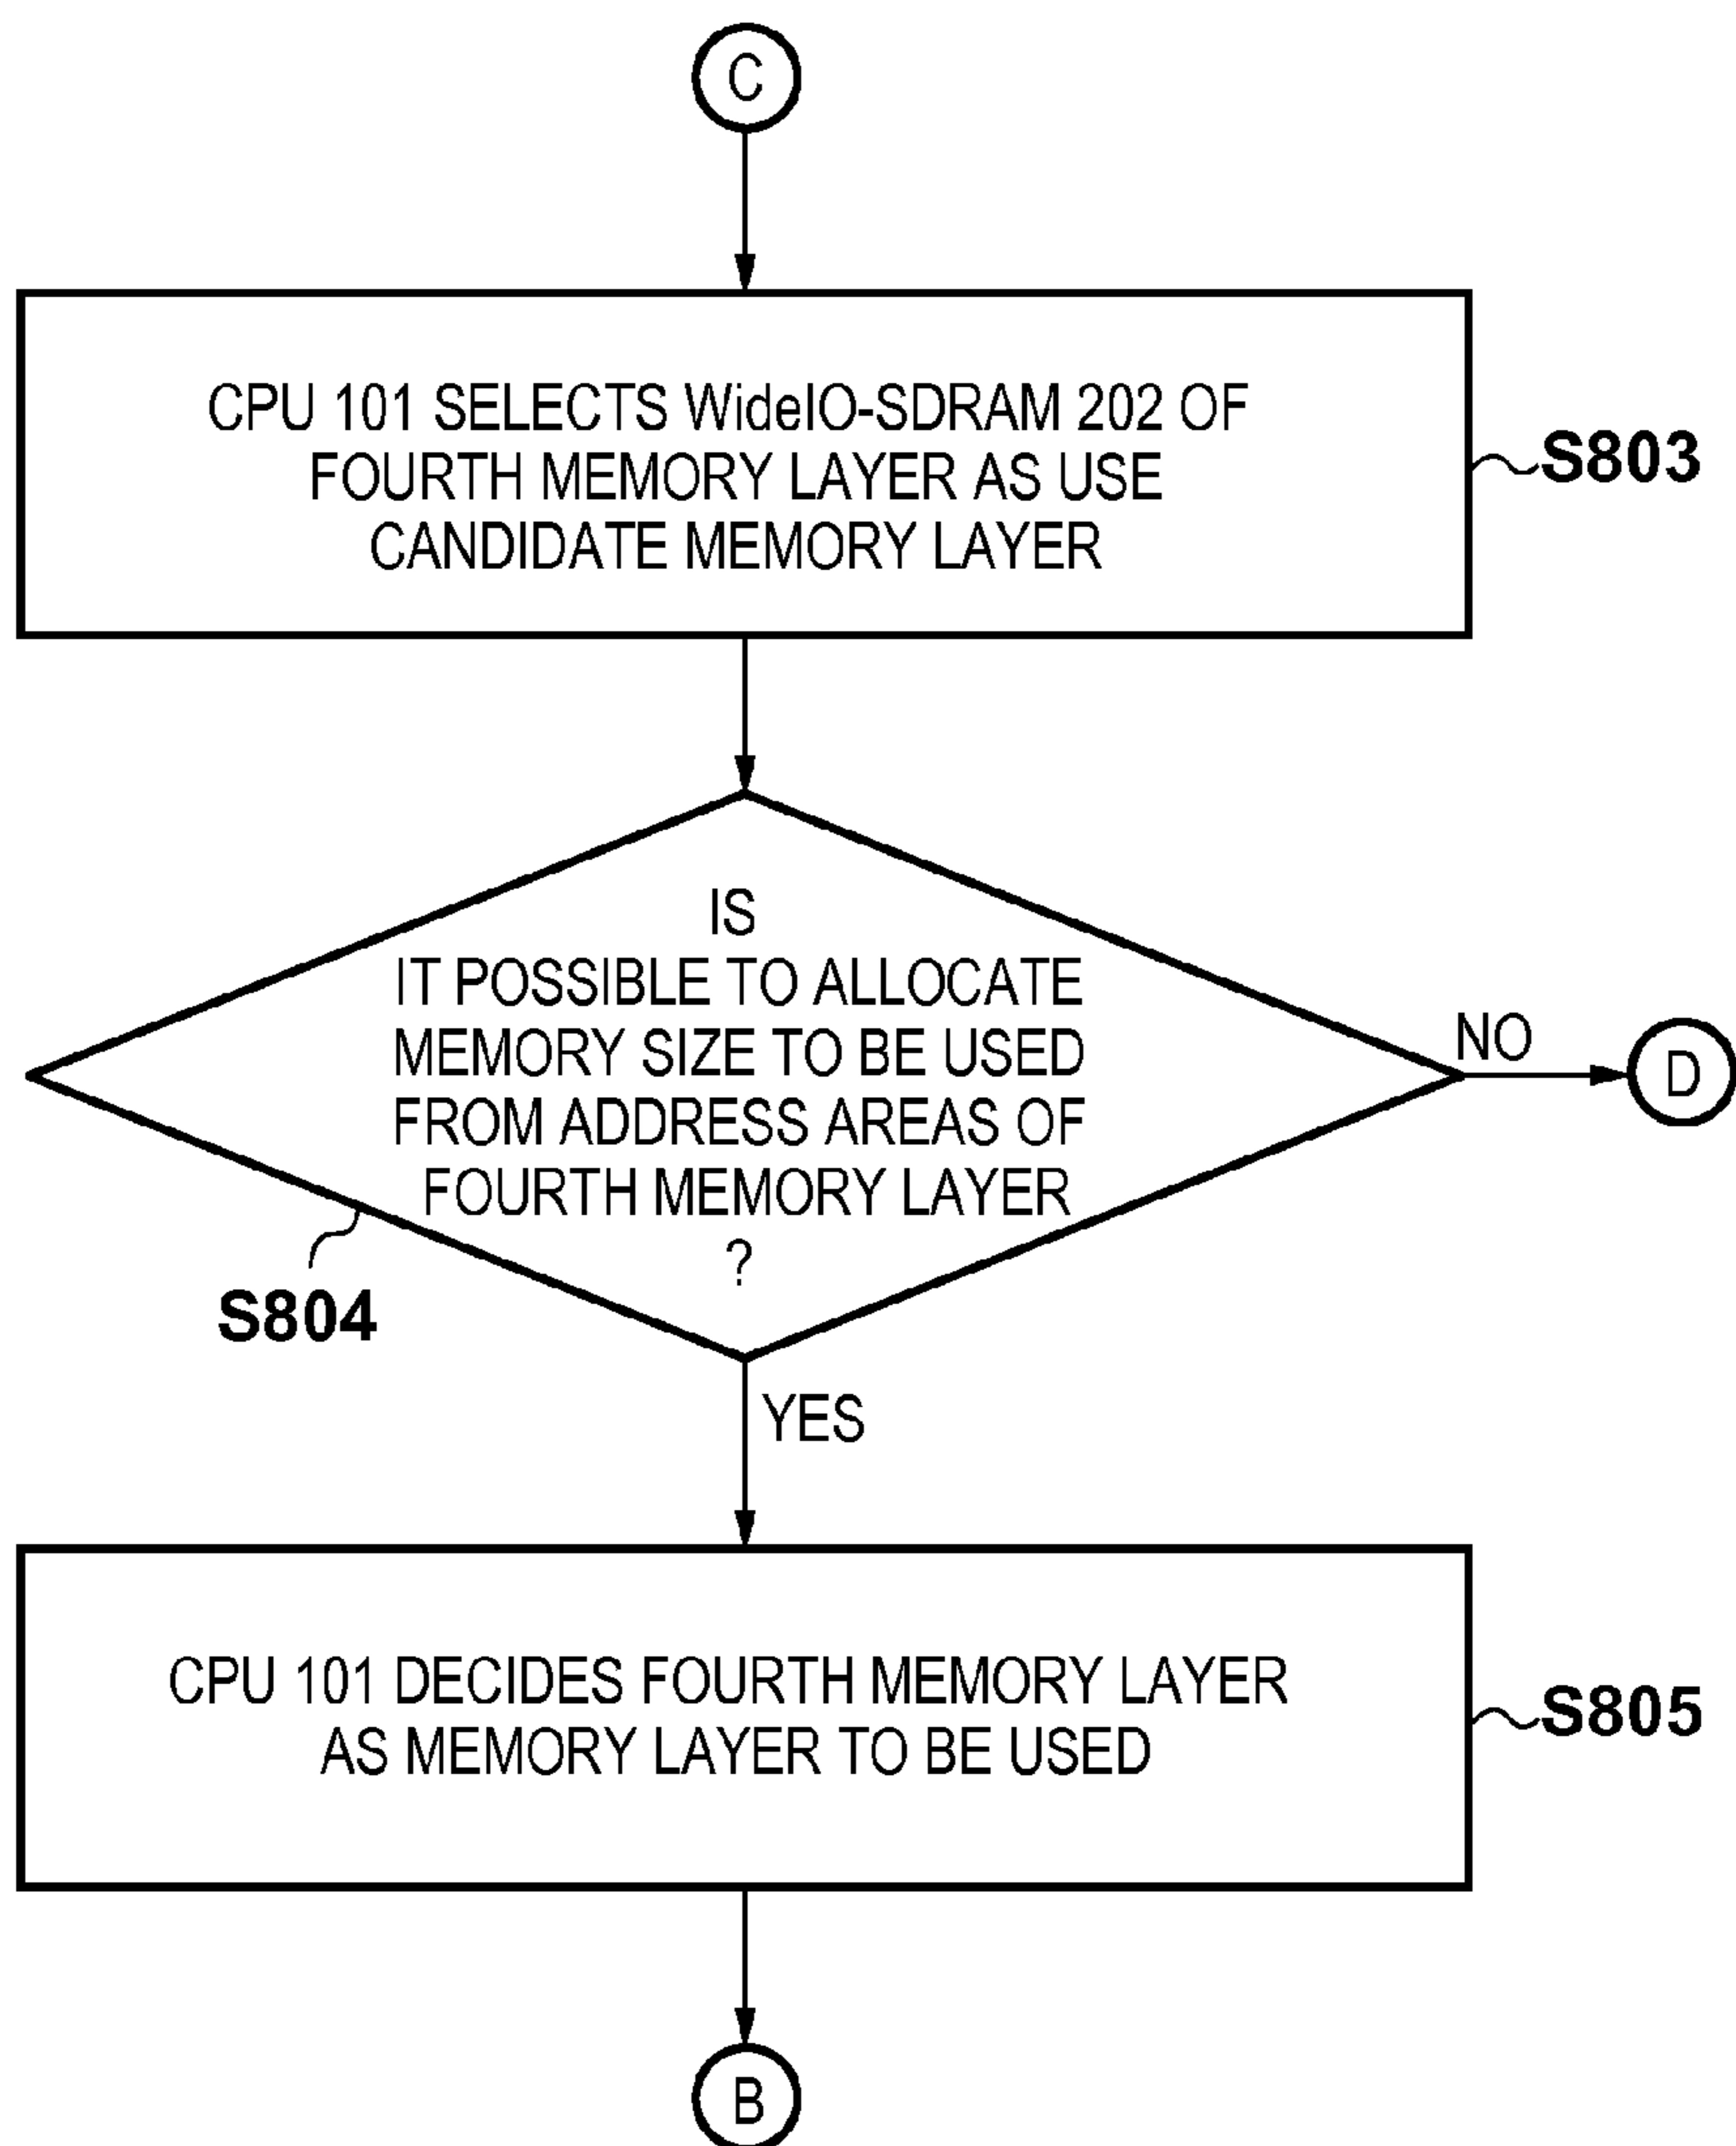 C
CPU 101 SELECTS WideIO-SDRAM 202 OF
FOURTH MEMORY LAYER AS USE
CANDIDATE MEMORY LAYER
S803
IS
IT POSSIBLE TO ALLOCATE
MEMORY SIZE TO BE USED
FROM ADDRESS AREAS OF
FOURTH MEMORY LAYER
?
NO
D
S804
YES
CPU 101 DECIDES FOURTH MEMORY LAYER
AS MEMORY LAYER TO BE USED
S805
B